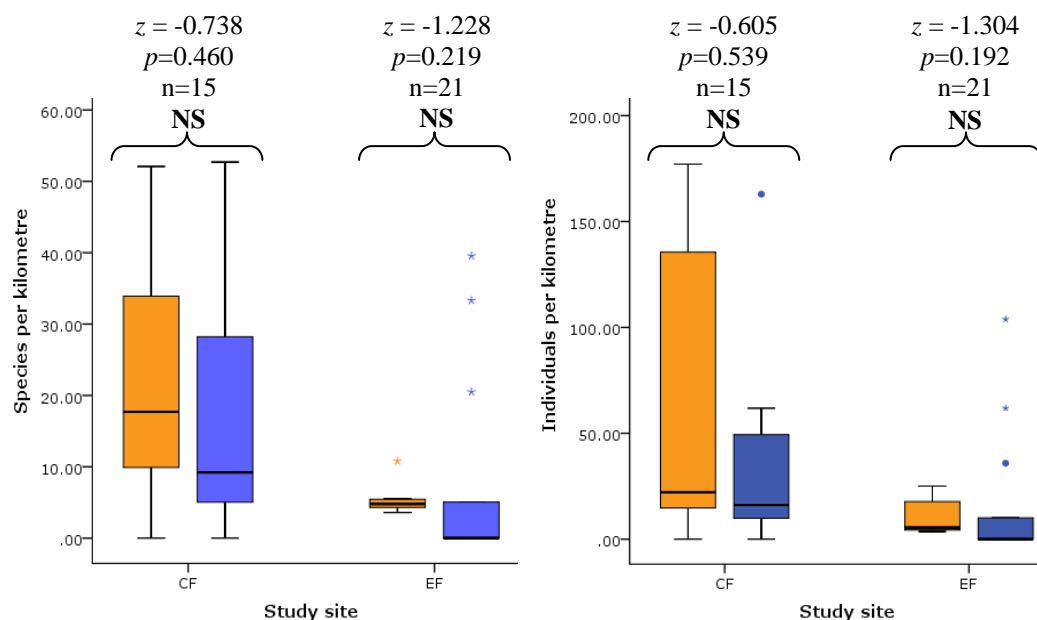 z = -0.738
p=0.460
n=15
NS
z = -1.228
p=0.219
n=21
NS
60.00
50.00
40.00
30.00
20.00
10.00
.00
Species per kilometre
CF
EF
Study site
z = -0.605
p=0.539
n=15
NS
z = -1.304
p=0.192
n=21
NS
200.00
150.00
100.00
50.00
.00
Individuals per kilometre
CF
EF
Study site